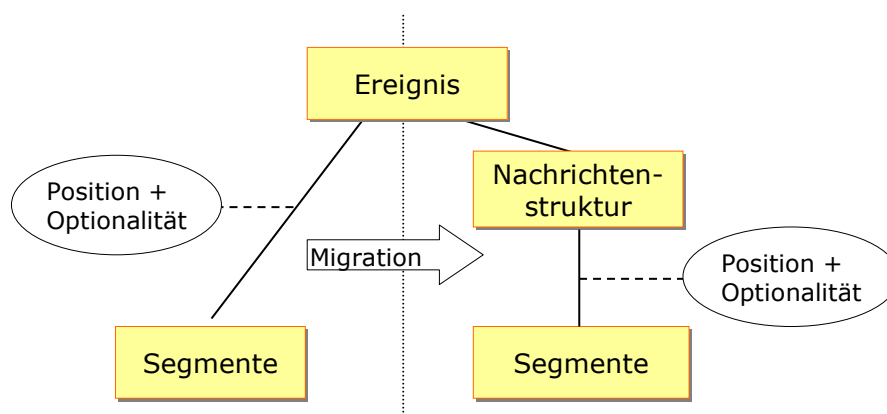 Ereignis
Nachrichten-
struktur
Position +
Optionalität
Migration
Position +
Optionalität
Segmente
Segmente